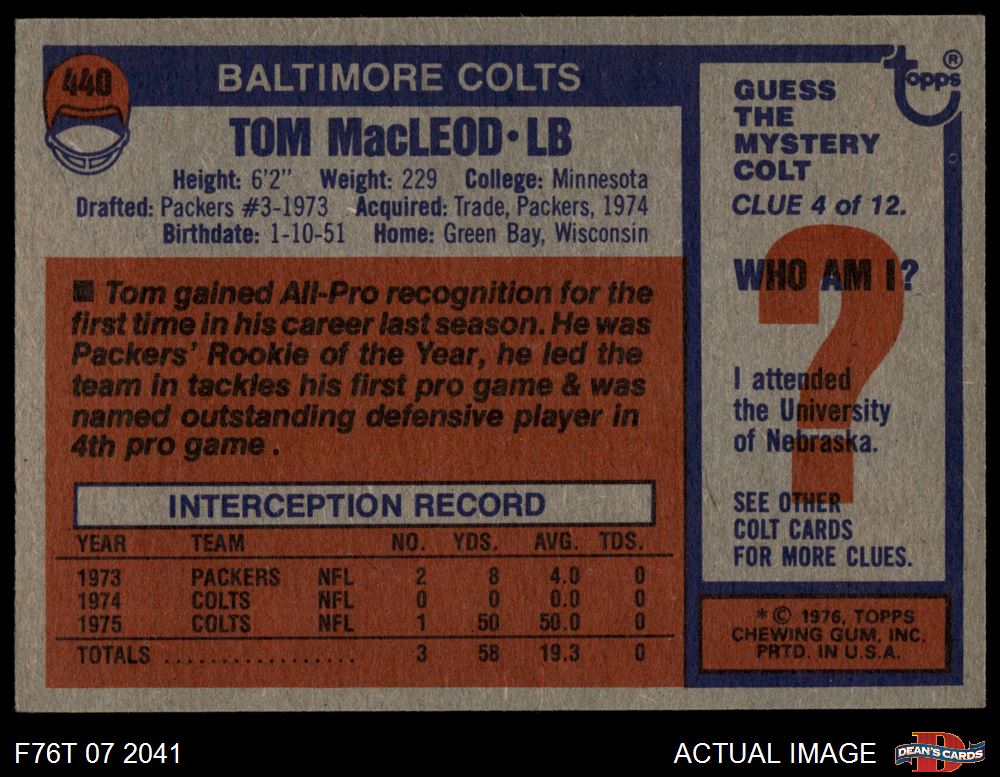 440
BALTIMORE COLTS
TOM MacLEOD • LB
Height: 6'2" Weight: 229 College: Minnesota
Drafted: Packers #3-1973 Acquired: Trade, Packers, 1974
Birthdate: 1-10-51 Home: Green Bay, Wisconsin
■ Tom gained All-Pro recognition for the
first time in his career last season. He was
Packers' Rookie of the Year, he led the
team in tackles his first pro game & was
named outstanding defensive player in
4th pro game.
INTERCEPTION RECORD
YEAR TEAM NO. YDS. AVG. TDS.
1973 PACKERS NFL 2 8 4.0 0
1974 COLTS NFL 0 0 0.0 0
1975 COLTS NFL 1 50 50.0 0
TOTALS .................. 3 58 19.3 0
Topps ®
GUESS
THE
MYSTERY
COLT
CLUE 4 of 12.
WHO AM I?
?
I attended
the University
of Nebraska.
SEE OTHER
COLT CARDS
FOR MORE CLUES.
* © 1976, TOPPS
CHEWING GUM, INC.
PRTD. IN U.S.A.
F76T 07 2041
ACTUAL IMAGE
D
DEAN'S CARDS